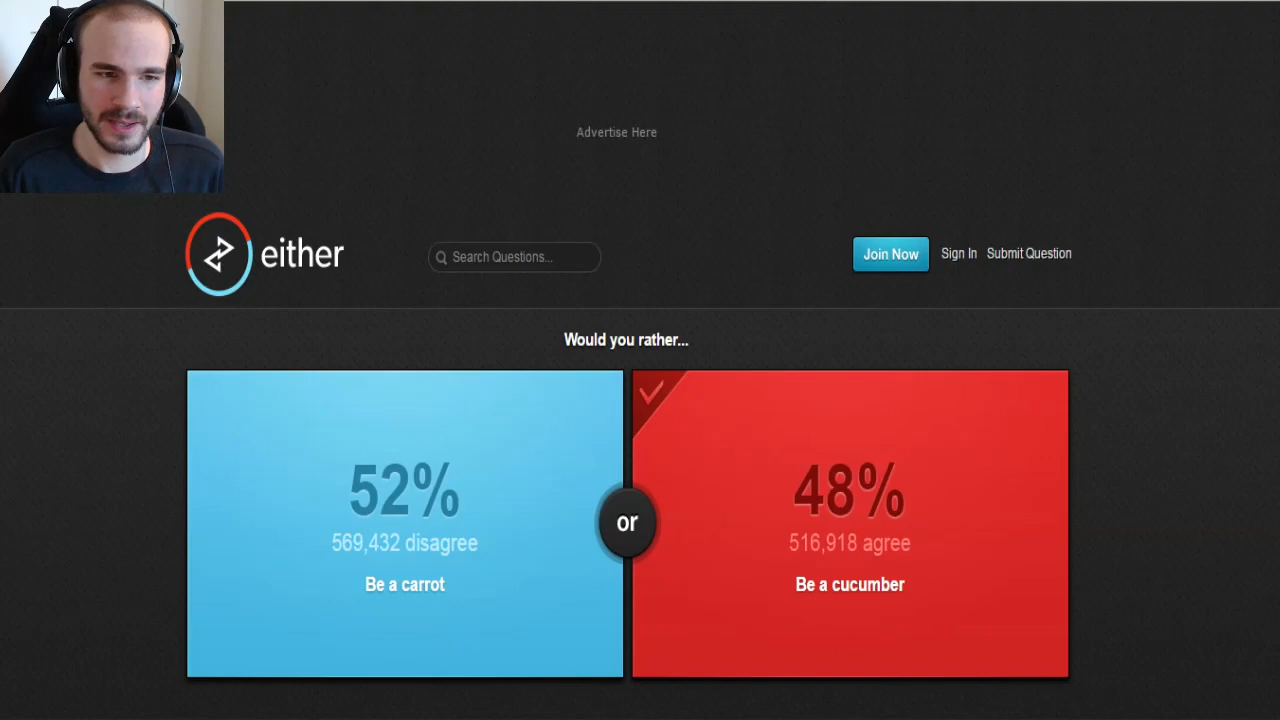 Advertise Here
either
Search Questions...
Join Now
Sign In
Submit Question
Would you rather...
52%
569,432 disagree
Be a carrot
or
48%
516,918 agree
Be a cucumber